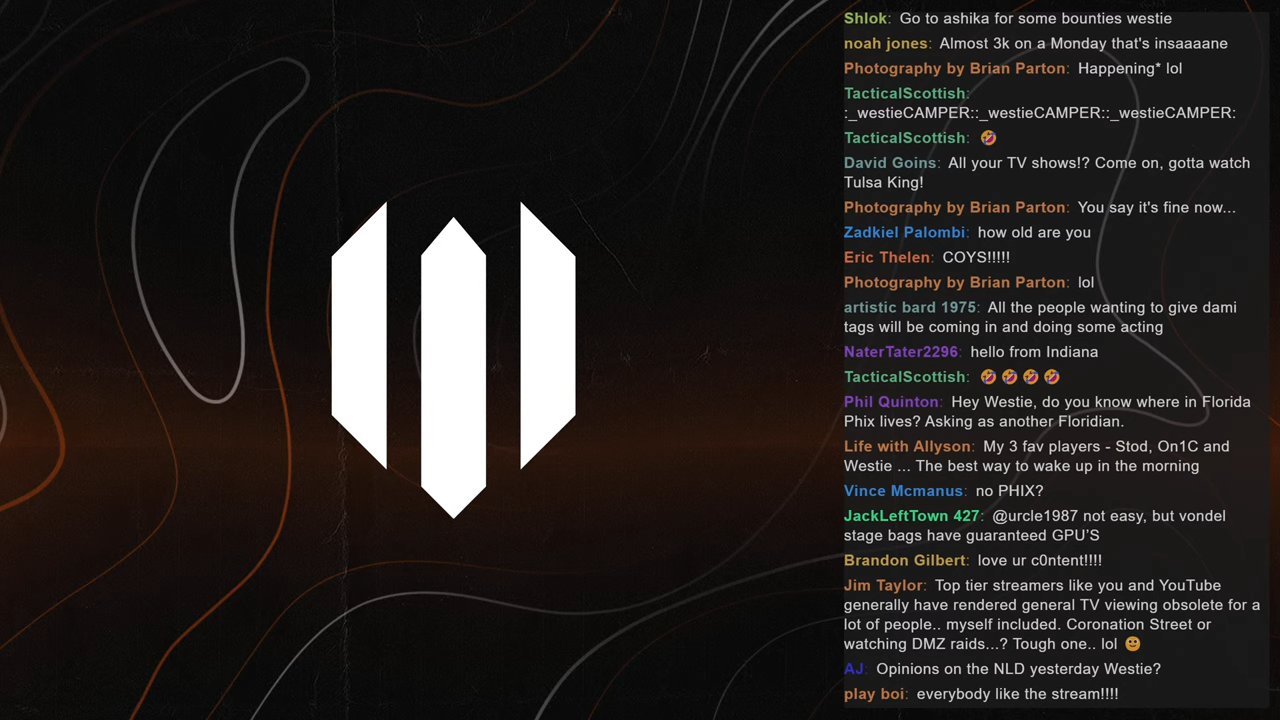 Shlok: Go to ashika for some bounties westie
noah jones: Almost 3k on a Monday that's insaaaane
Photography by Brian Parton: Happening* lol
TacticalScottish:
:_westieCAMPER::_westieCAMPER::_westieCAMPER:
TacticalScottish: 🤣
David Goins: All your TV shows!? Come on, gotta watch
Tulsa King!
Photography by Brian Parton: You say it's fine now...
Zadkiel Palombi: how old are you
Eric Thelen: COYS!!!!!
Photography by Brian Parton: lol
artistic bard 1975: All the people wanting to give dami
tags will be coming in and doing some acting
NaterTater2296: hello from Indiana
TacticalScottish: 🤣 🤣 🤣 🤣
Phil Quinton: Hey Westie, do you know where in Florida
Phix lives? Asking as another Floridian.
Life with Allyson: My 3 fav players - Stod, On1C and
Westie ... The best way to wake up in the morning
Vince Mcmanus: no PHIX?
JackLeftTown 427: @urcle1987 not easy, but vondel
stage bags have guaranteed GPU'S
Brandon Gilbert: love ur c0ntent!!!!
Jim Taylor: Top tier streamers like you and YouTube
generally have rendered general TV viewing obsolete for a
lot of people.. myself included. Coronation Street or
watching DMZ raids...? Tough one.. lol 🙂
AJ: Opinions on the NLD yesterday Westie?
play boi: everybody like the stream!!!!